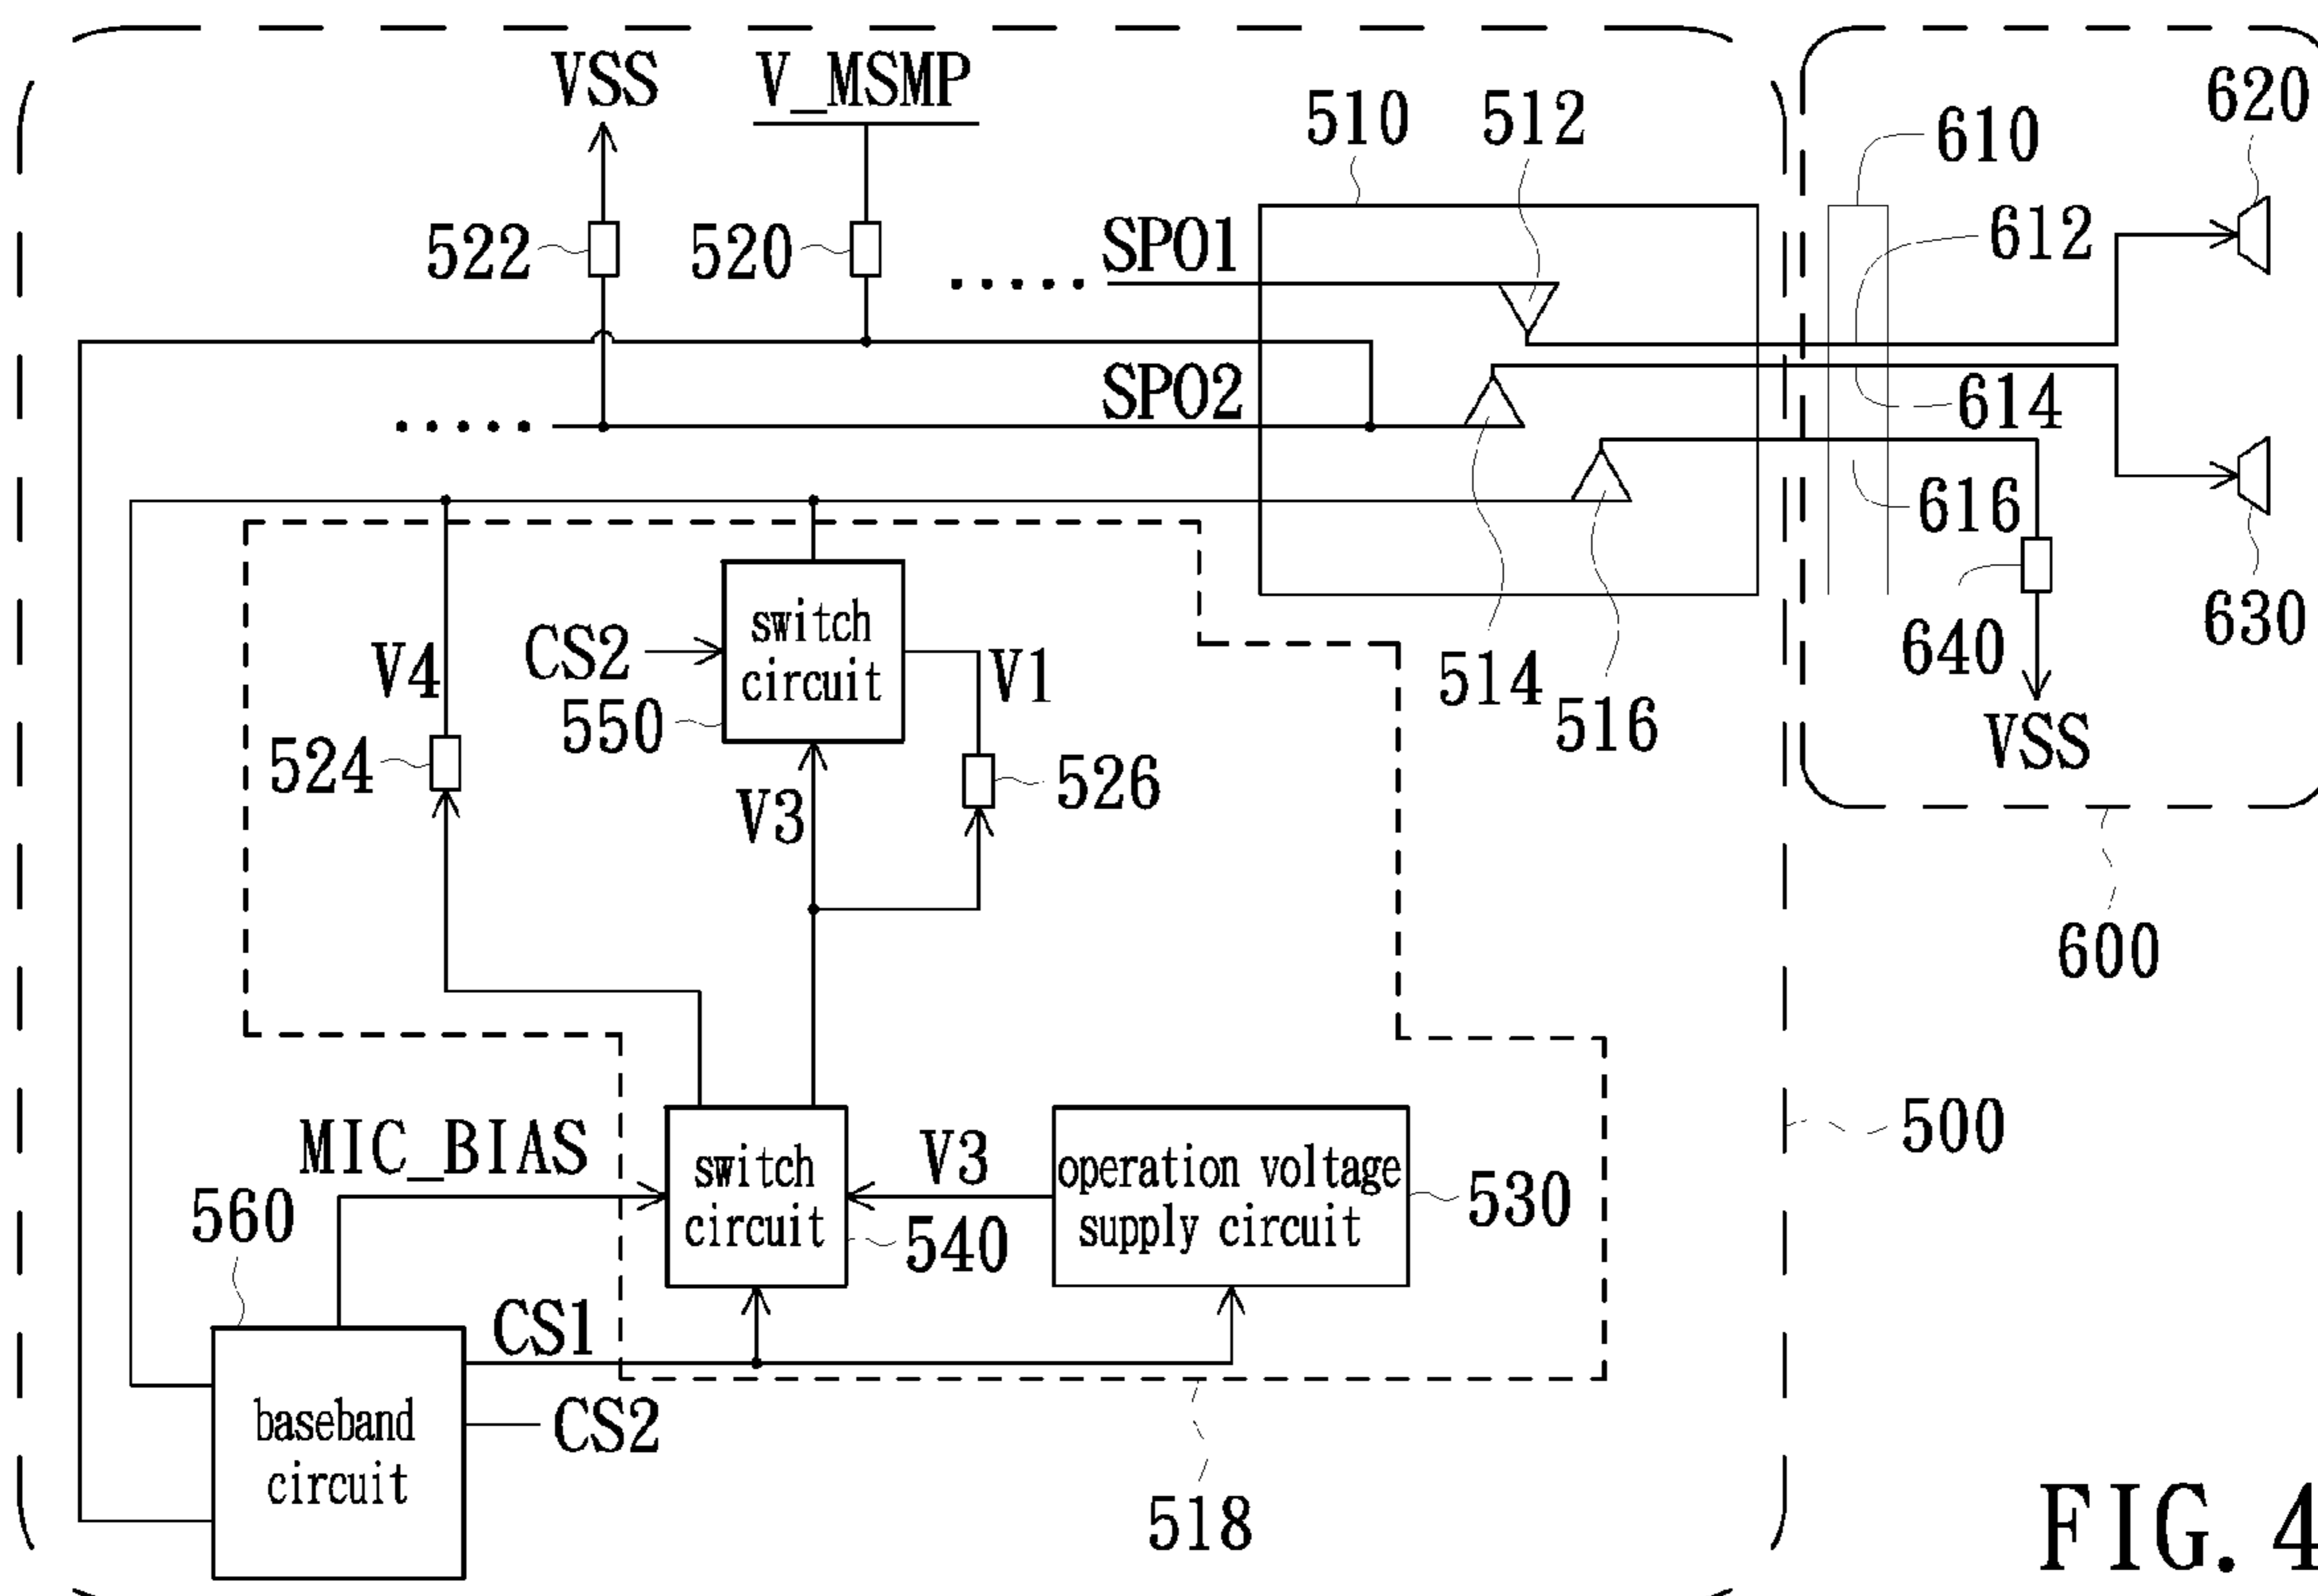 VSS
V_MSMP
510
512
610
620
522
520
SPO1
612
SPO2
614
616
switch
circuit
CS2
V4
550
V1
514
516
640
630
VSS
524
V3
526
600
MIC_BIAS
switch
circuit
V3
operation voltage
supply circuit
500
530
560
540
CS1
baseband
circuit
CS2
518
FIG. 4